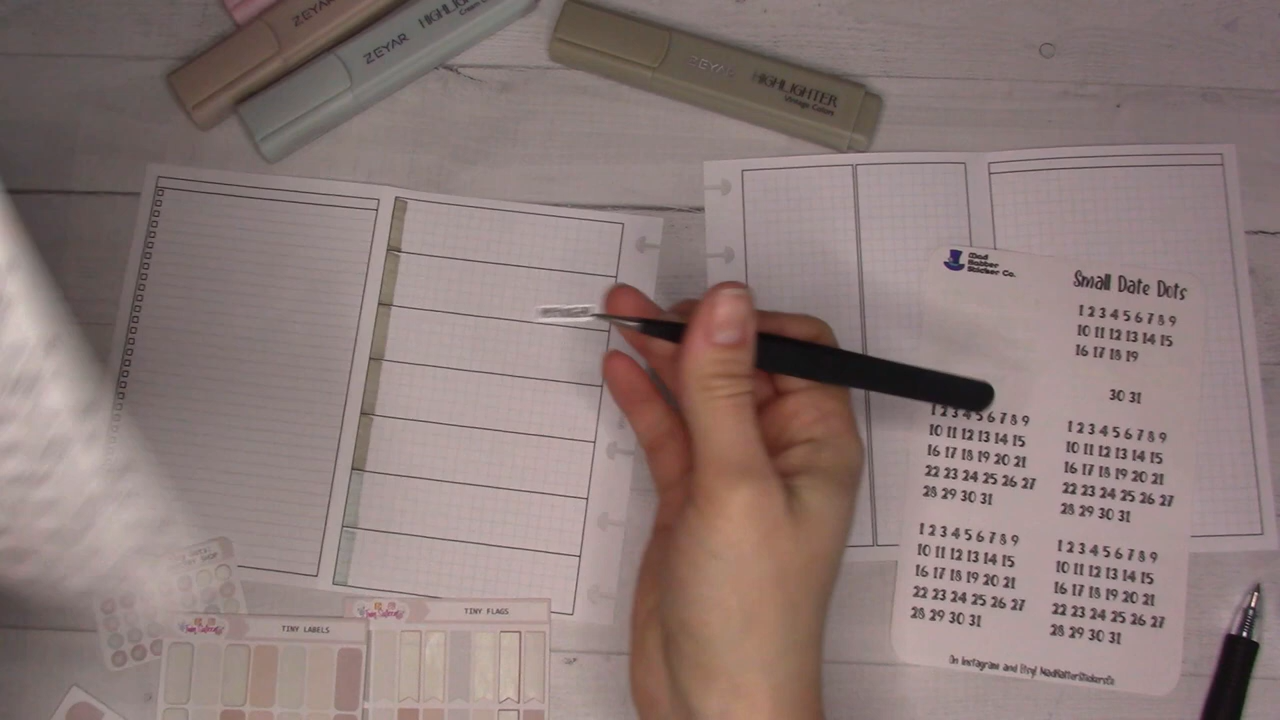 ZEYAR
ZEYAR HIGHLIGHTER
ZEYAR HIGHLIGHTER
Vintage Colors
Mad
Hatter
Sticker Co.
Small Date Dots
1 2 3 4 5 6 7 8 9
10 11 12 13 14 15
16 17 18 19
30 31
1 2 3 4 5 6 7 8 9
10 11 12 13 14 15
16 17 18 19 20 21
22 23 24 25 26 27
28 29 30 31
1 2 3 4 5 6 7 8 9
10 11 12 13 14 15
16 17 18 19 20 21
22 23 24 25 26 27
28 29 30 31
1 2 3 4 5 6 7 8 9
10 11 12 13 14 15
16 17 18 19 20 21
22 23 24 25 26 27
28 29 30 31
1 2 3 4 5 6 7 8 9
10 11 12 13 14 15
16 17 18 19 20 21
22 23 24 25 26 27
28 29 30 31
On Instagram and Etsy! MadHatterStickersCo
SHOP
TINY LABELS
TINY FLAGS